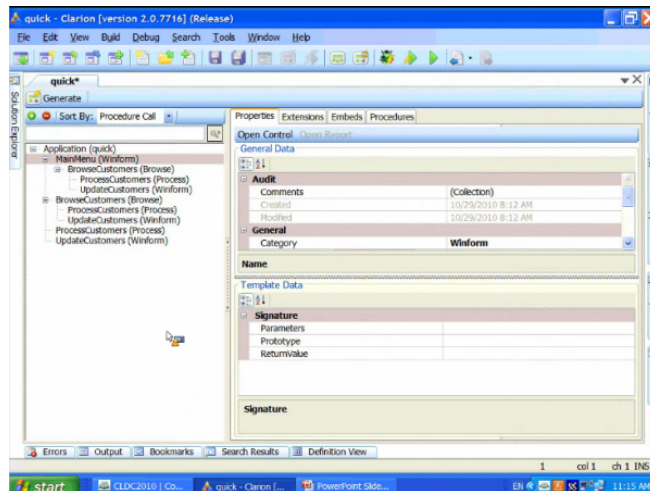 quick - Clarion [version 2.0.7716] (Release)
File Edit View Build Debug Search Tools Window Help
quick*
Solution Explorer
Generate
Sort By: Procedure Call
Properties Extensions Embeds Procedures
Open Control Open Report
Application (quick)
MainMenu (Winform)
BrowseCustomers (Browse)
ProcessCustomers (Process)
UpdateCustomers (Winform)
BrowseCustomers (Browse)
ProcessCustomers (Process)
UpdateCustomers (Winform)
ProcessCustomers (Process)
UpdateCustomers (Winform)
General Data
Audit
Comments (Collection)
Created 10/29/2010 8:12 AM
Modified 10/29/2010 8:12 AM
General
Category Winform
Name
Template Data
Signature
Parameters
Prototype
ReturnValue
Signature
Errors Output Bookmarks Search Results Definition View
1 col 1 ch 1 INS
start CLDC2010 | Co... quick - Clarion [... PowerPoint Slide... EN 11:15 AM